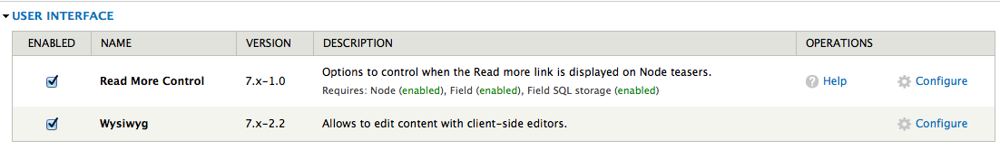 USER INTERFACE
ENABLED NAME VERSION DESCRIPTION OPERATIONS
Read More Control 7.x-1.0 Options to control when the Read more link is displayed on Node teasers. Help Configure
Requires: Node (enabled), Field (enabled), Field SQL storage (enabled)
Wysiwyg 7.x-2.2 Allows to edit content with client-side editors. Configure